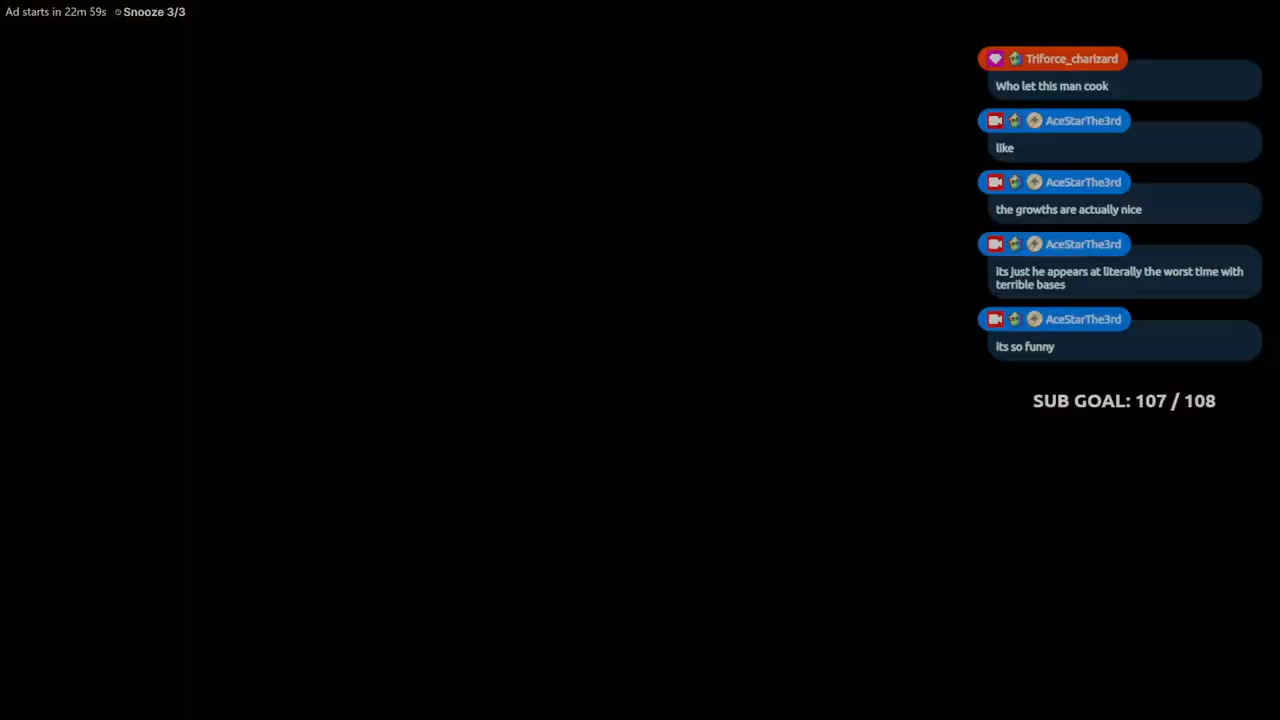 Ad starts in 22m 59s Snooze 3/3
Triforce_charizard
Who let this man cook
AceStarThe3rd
like
AceStarThe3rd
the growths are actually nice
AceStarThe3rd
its just he appears at literally the worst time with
terrible bases
AceStarThe3rd
its so funny
SUB GOAL: 107 / 108